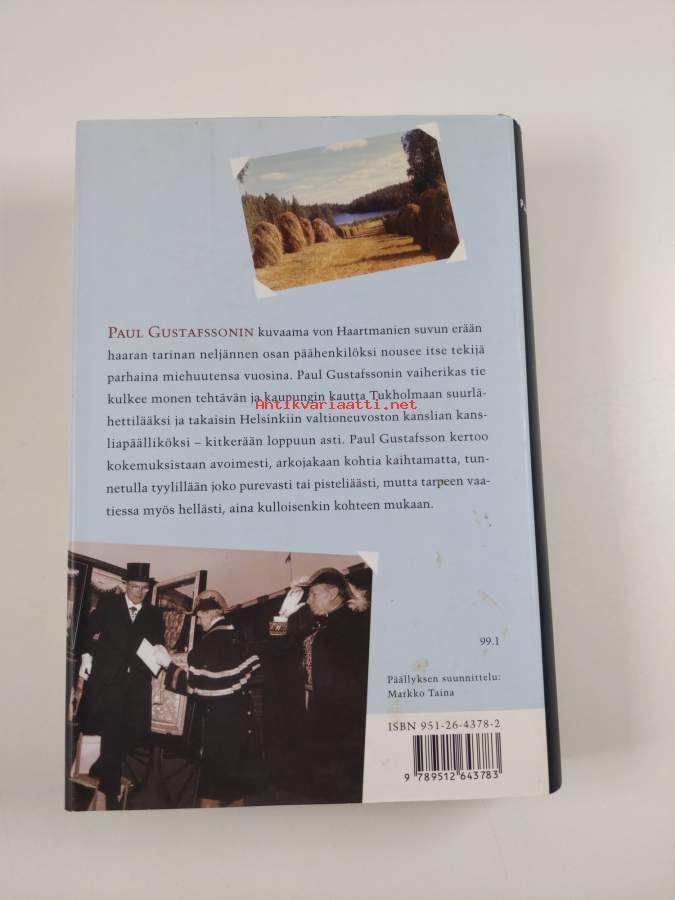 PAUL GUSTAFSSONIN kuvaama von Haartmanien suvun erään
haaran tarinan neljännen osan päähenkilöksi nousee itse tekijä
parhaina miehuutensa vuosina. Paul Gustafssonin vaiherikas tie
kulkee monen tehtävän ja kaupungin kautta Tukholmaan suurlä-
Antikvariaatti.net
hettilääksi ja takaisin Helsinkiin valtioneuvoston kanslian kans-
liapäälliköksi – kitkerään loppuun asti. Paul Gustafsson kertoo
kokemuksistaan avoimesti, arkojakaan kohtia kaihtamatta, tun-
netulla tyylillään joko purevasti tai pisteliäästi, mutta tarpeen vaa-
tiessa myös hellästi, aina kulloisenkin kohteen mukaan.
99.1
Päällyksen suunnittelu:
Markko Taina
ISBN 951-26-4378-2
9 789512 643783